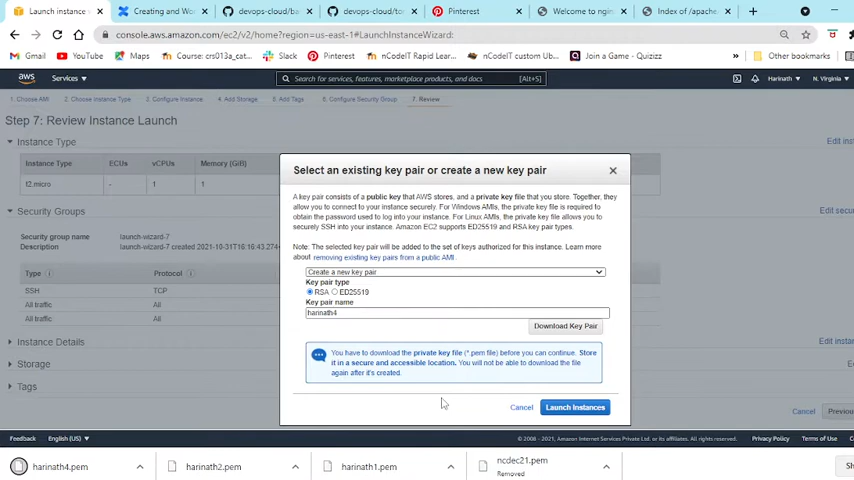 Launch instance w
Creating and Wo
devops-cloud/ba
devops-cloud/to
Pinterest
Welcome to ngin
Index of /apache
console.aws.amazon.com/ec2/v2/home?region=us-east-1#LaunchInstanceWizard:
Gmail YouTube Maps Course: crs013a_cat... Pinterest nCodeIT Rapid Lear... nCodeIT custom Ub... Join a Game - Quizizz Other bookmarks
aws Services Search for services, features, marketplace products, and docs [Alt+S] Harinath N. Virginia
1. Choose AMI 2. Choose Instance Type 3. Configure Instance 4. Add Storage 5. Add Tags 6. Configure Security Group 7. Review
Step 7: Review Instance Launch
Instance Type Edit ins
Instance Type ECUs vCPUs Memory (GiB)
t2.micro - 1 1
Security Groups Edit secu
Security group name launch-wizard-7
Description launch-wizard-7 created 2021-10-31T16:16:43.274
Type Protocol
SSH TCP
All traffic All
All traffic All
Instance Details Edit instan
Storage Ed
Tags
Select an existing key pair or create a new key pair
A key pair consists of a public key that AWS stores, and a private key file that you store. Together, they
allow you to connect to your instance securely. For Windows AMIs, the private key file is required to
obtain the password used to log into your instance. For Linux AMIs, the private key file allows you to
securely SSH into your instance. Amazon EC2 supports ED25519 and RSA key pair types.
Note: The selected key pair will be added to the set of keys authorized for this instance. Learn more
about removing existing key pairs from a public AMI .
Create a new key pair
Key pair type
RSA ED25519
Key pair name
harinath4
Download Key Pair
You have to download the private key file (*.pem file) before you can continue. Store
it in a secure and accessible location. You will not be able to download the file
again after it's created.
Cancel Launch Instances
Cancel Previou
Feedback English (US) © 2008 - 2021, Amazon Internet Services Private Ltd. or its affiliates. All rights reserved. Privacy Policy Terms of Use
harinath4.pem harinath2.pem harinath1.pem ncdec21.pem
Removed
Sh